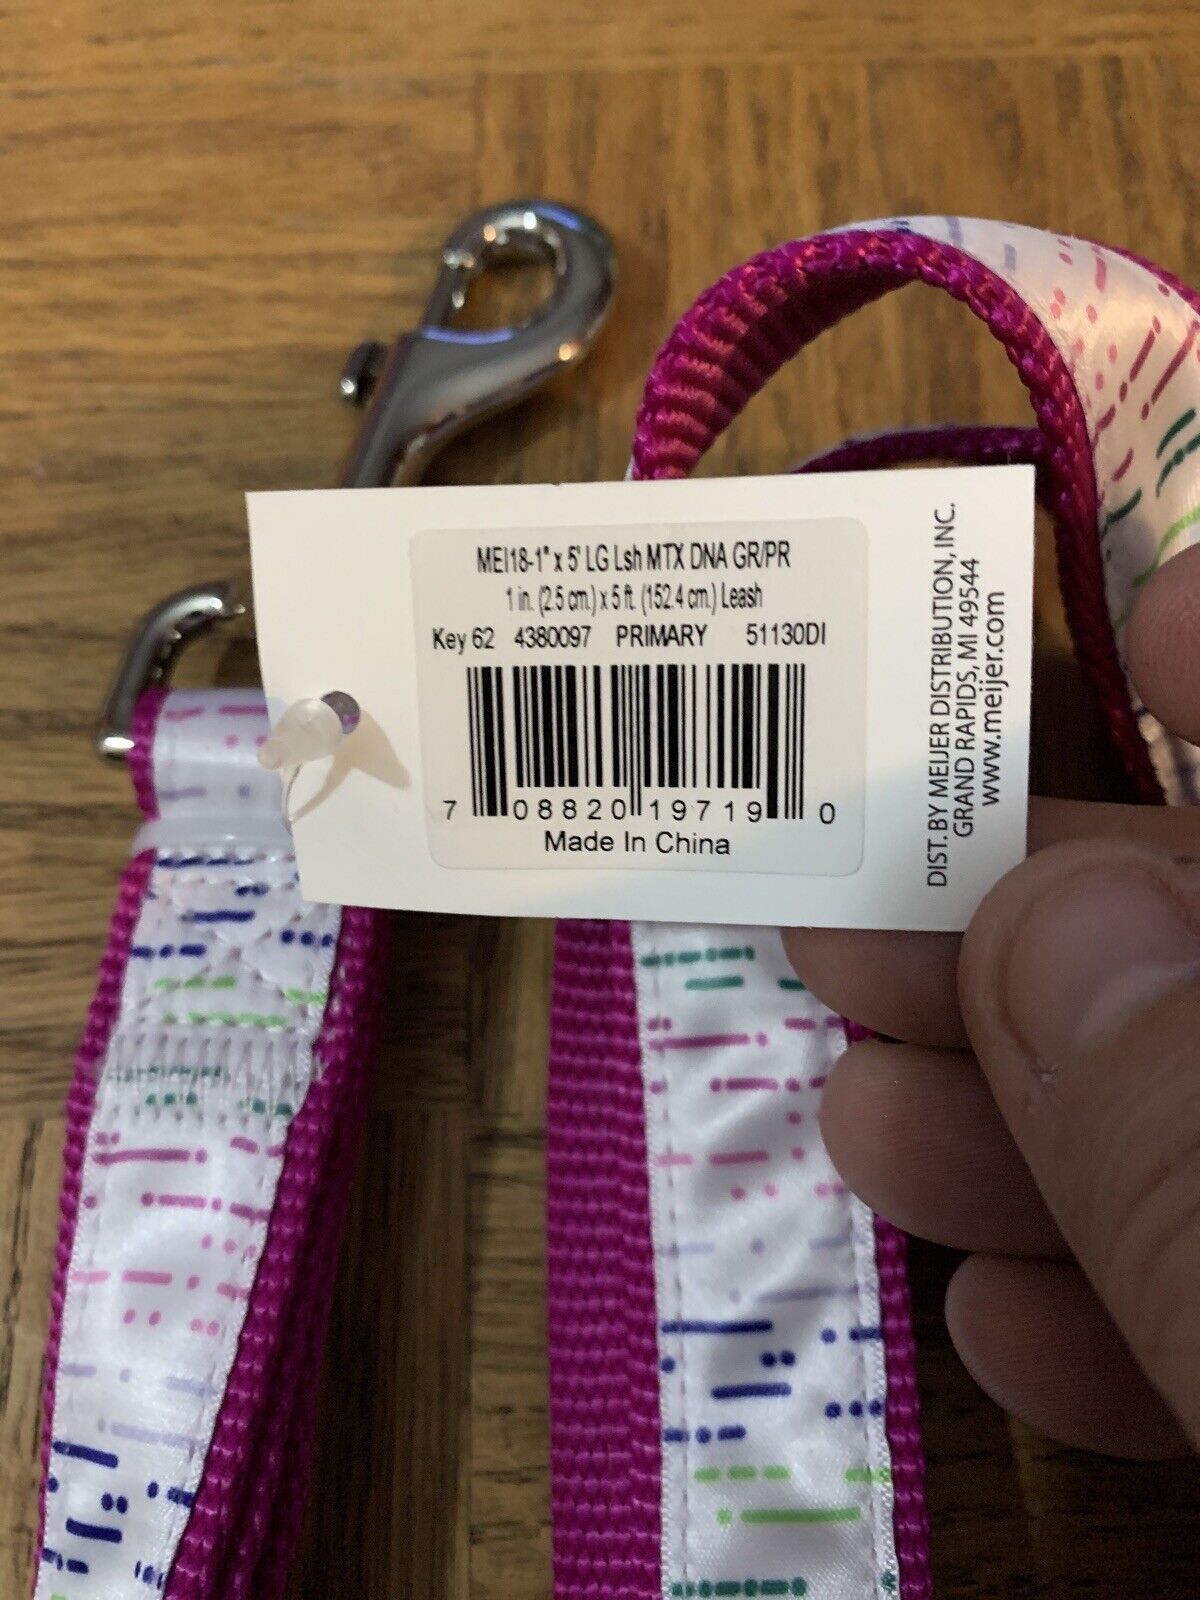 MEI18-1" x 5' LG Lsh MTX DNA GR/PR
1 in. (2.5 cm.) x 5 ft. (152.4 cm.) Leash
Key 62 4380097 PRIMARY 51130DI
7 08820 19719 0
Made In China
DIST. BY MEIJER DISTRIBUTION, INC.
GRAND RAPIDS, MI 49544
www.meijer.com